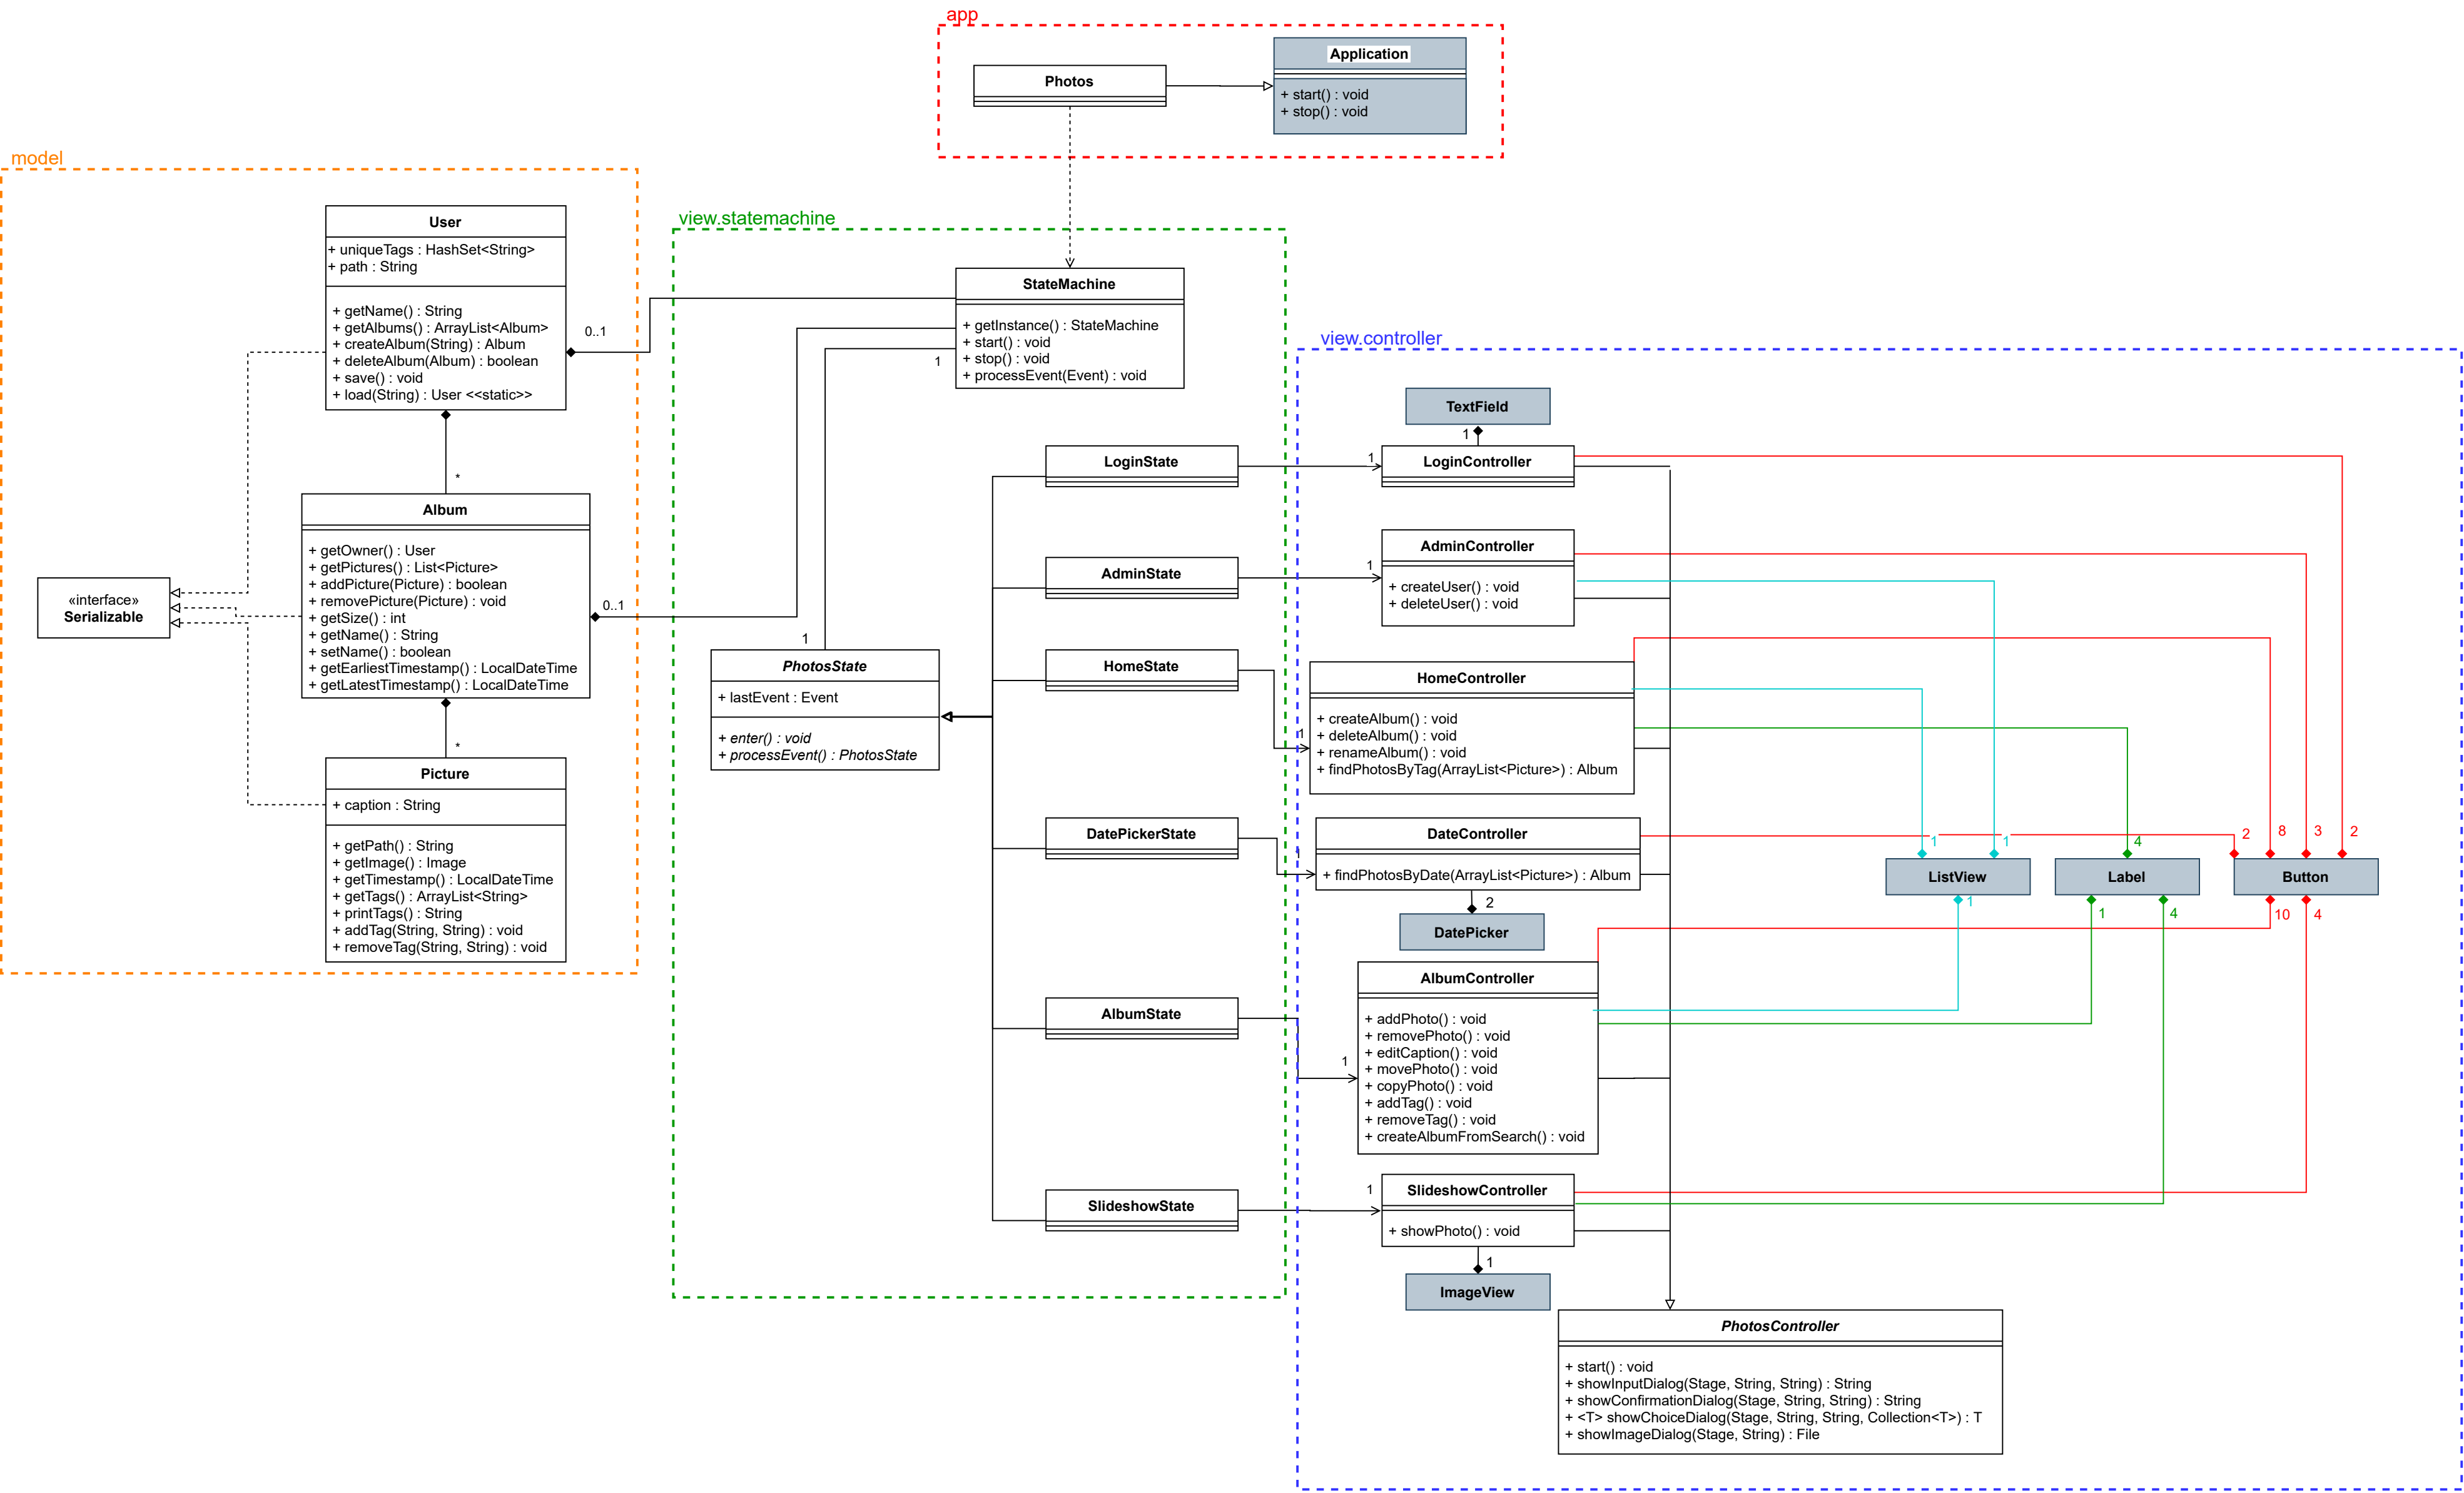 app
Photos
Application
+ start() : void
+ stop() : void
model
User
+ uniqueTags : HashSet<String>
+ path : String
+ getName() : String
+ getAlbums() : ArrayList<Album>
+ createAlbum(String) : Album
+ deleteAlbum(Album) : boolean
+ save() : void
+ load(String) : User <<static>>
0..1
*
Album
+ getOwner() : User
+ getPictures() : List<Picture>
+ addPicture(Picture) : boolean
+ removePicture(Picture) : void
+ getSize() : int
+ getName() : String
+ setName() : boolean
+ getEarliestTimestamp() : LocalDateTime
+ getLatestTimestamp() : LocalDateTime
0..1
«interface»
Serializable
*
Picture
+ caption : String
+ getPath() : String
+ getImage() : Image
+ getTimestamp() : LocalDateTime
+ getTags() : ArrayList<String>
+ printTags() : String
+ addTag(String, String) : void
+ removeTag(String, String) : void
view.statemachine
StateMachine
+ getInstance() : StateMachine
+ start() : void
+ stop() : void
+ processEvent(Event) : void
1
1
PhotosState
+ lastEvent : Event
+ enter() : void
+ processEvent() : PhotosState
LoginState
AdminState
HomeState
DatePickerState
AlbumState
SlideshowState
view.controller
TextField
1
1
LoginController
1
AdminController
+ createUser() : void
+ deleteUser() : void
1
HomeController
+ createAlbum() : void
+ deleteAlbum() : void
+ renameAlbum() : void
+ findPhotosByTag(ArrayList<Picture>) : Album
DateController
+ findPhotosByDate(ArrayList<Picture>) : Album
2
DatePicker
1
AlbumController
+ addPhoto() : void
+ removePhoto() : void
+ editCaption() : void
+ movePhoto() : void
+ copyPhoto() : void
+ addTag() : void
+ removeTag() : void
+ createAlbumFromSearch() : void
1
SlideshowController
+ showPhoto() : void
1
ImageView
1
1
4
2
8
3
2
ListView
Label
Button
1
1
4
10
4
PhotosController
+ start() : void
+ showInputDialog(Stage, String, String) : String
+ showConfirmationDialog(Stage, String, String) : String
+ <T> showChoiceDialog(Stage, String, String, Collection<T>) : T
+ showImageDialog(Stage, String) : File